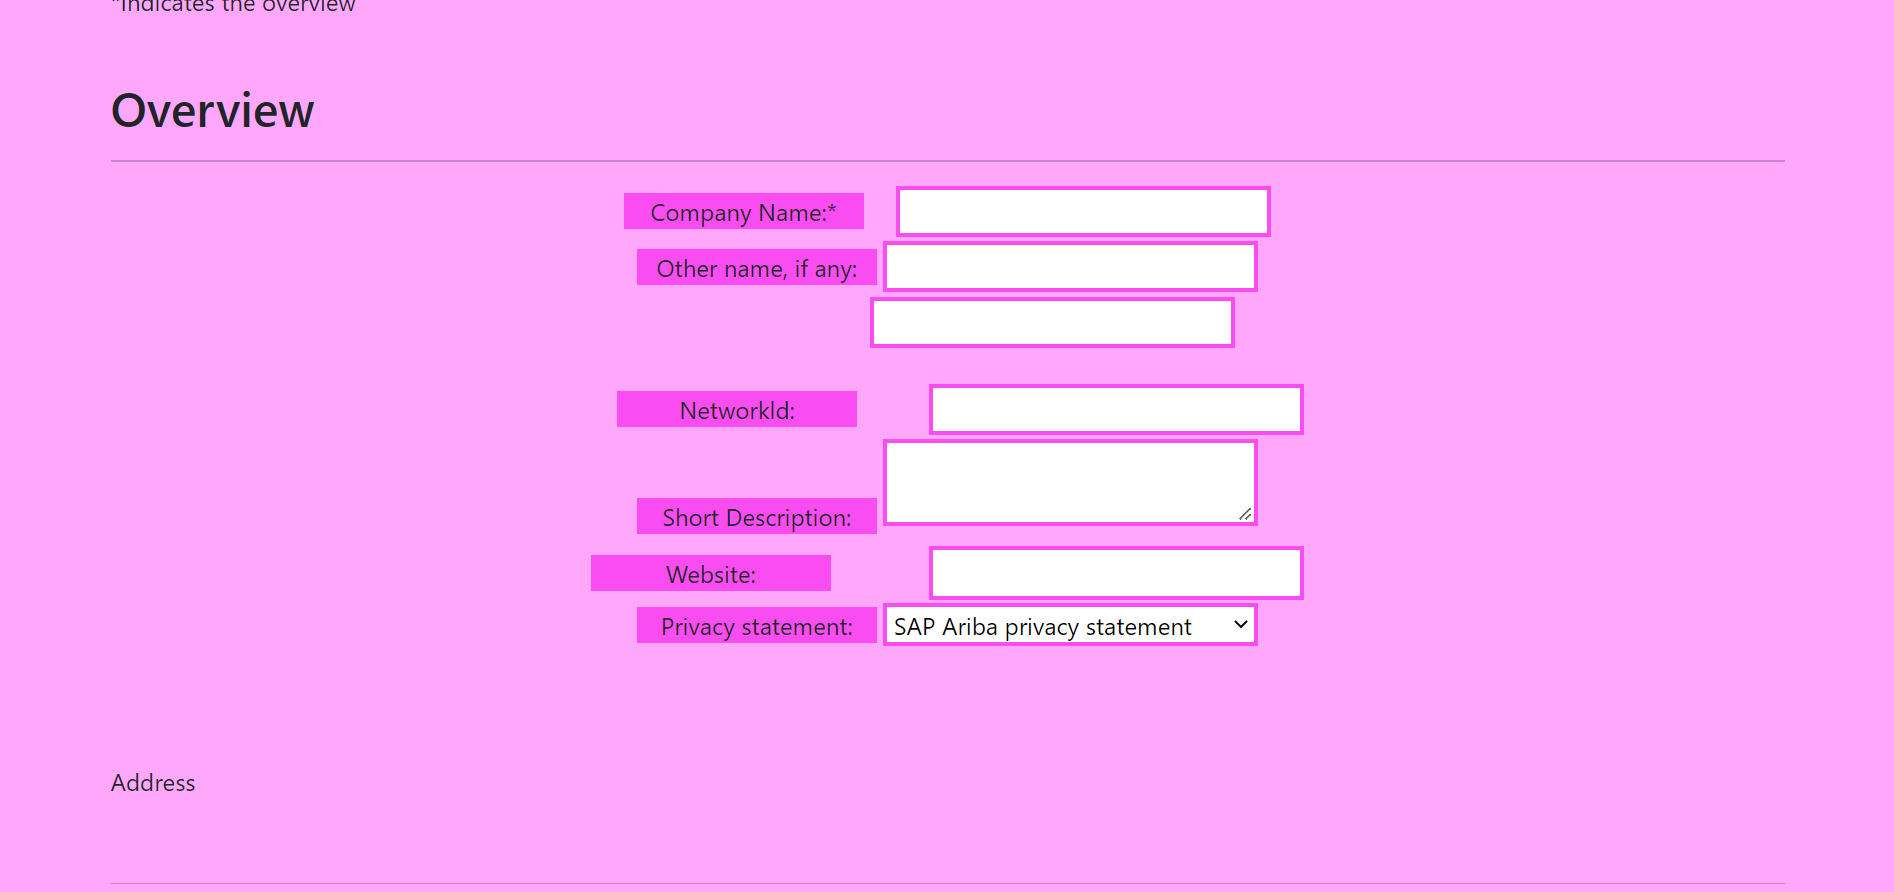 *Indicates the overview
Overview
Company Name:*
Other name, if any:
NetworkId:
Short Description:
Website:
Privacy statement: SAP Ariba privacy statement
Address